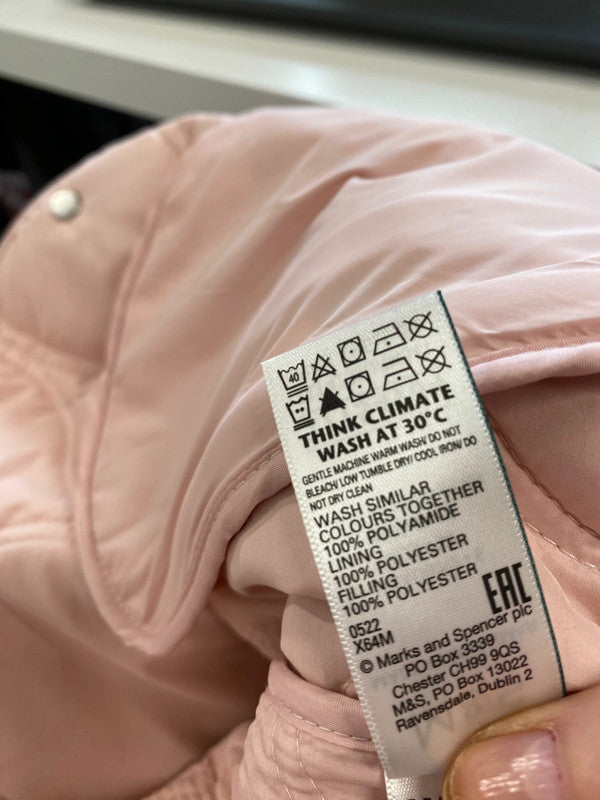 40
THINK CLIMATE
WASH AT 30°C
GENTLE MACHINE WARM WASH/ DO NOT
BLEACH/ LOW TUMBLE DRY/ COOL IRON/ DO
NOT DRY CLEAN
WASH SIMILAR
COLOURS TOGETHER
100% POLYAMIDE
LINING
100% POLYESTER
FILLING
100% POLYESTER
0522
X64M
EAC
© Marks and Spencer plc
PO Box 3339
Chester CH99 9QS
M&S, PO Box 13022
Ravensdale, Dublin 2